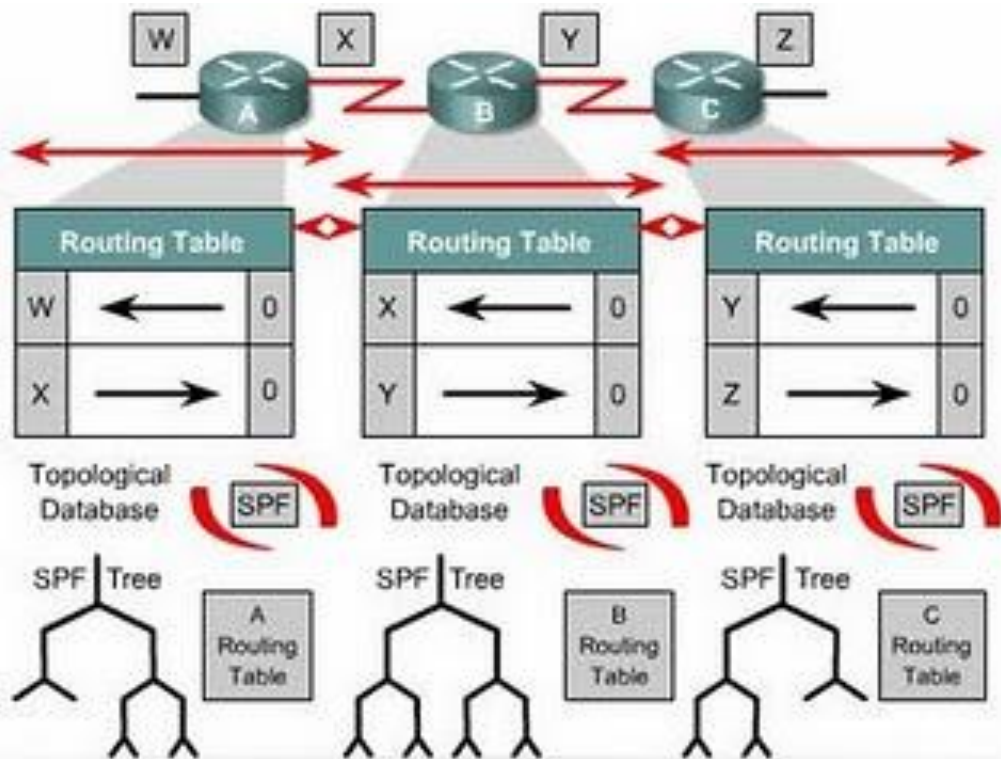 W
X
Y
Z
A
B
C
Routing Table
W 0
X 0
Routing Table
X 0
Y 0
Routing Table
Y 0
Z 0
Topological
Database
SPF
Topological
Database
SPF
Topological
Database
SPF
SPF Tree
A
Routing
Table
SPF Tree
B
Routing
Table
SPF Tree
C
Routing
Table